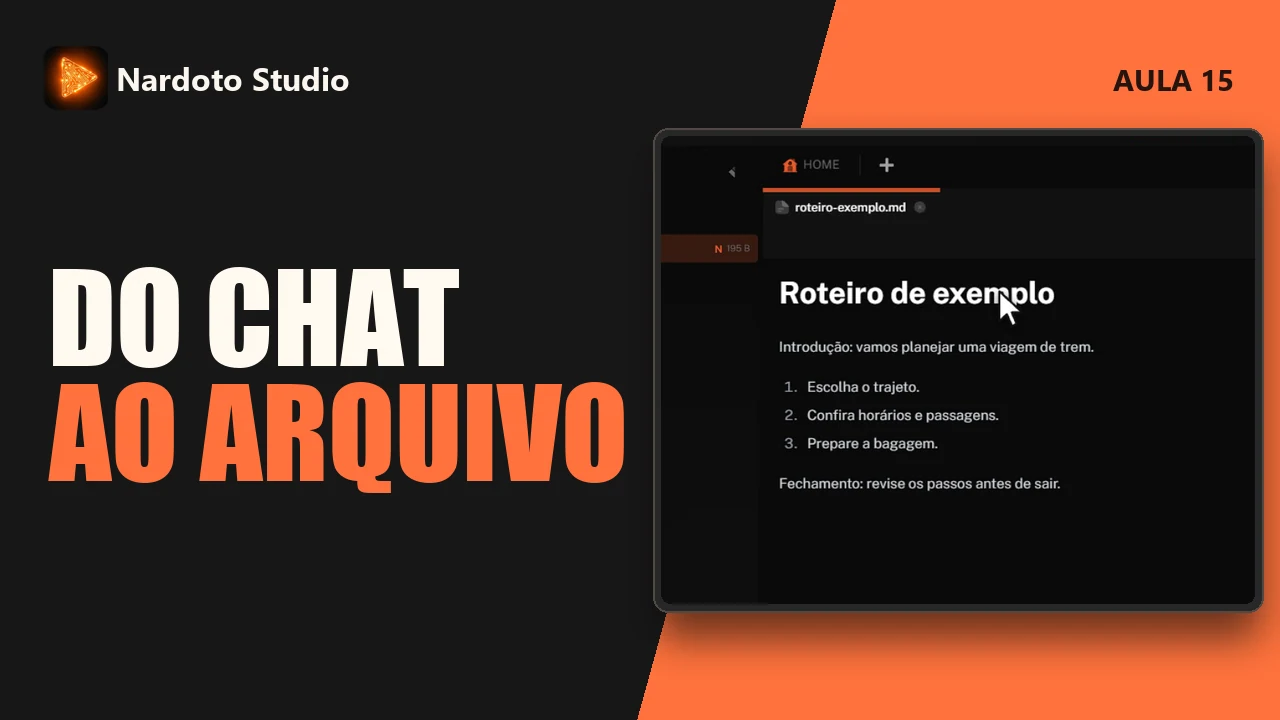 Nardoto Studio
AULA 15
DO CHAT
AO ARQUIVO
HOME
roteiro-exemplo.md
N 195 B
Roteiro de exemplo
Introdução: vamos planejar uma viagem de trem.
1. Escolha o trajeto.
2. Confira horários e passagens.
3. Prepare a bagagem.
Fechamento: revise os passos antes de sair.